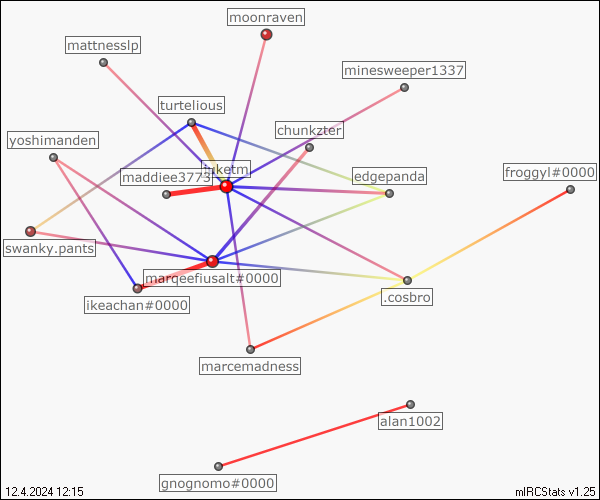 moonraven
mattnesslp
minesweeper1337
turtelious
chunkzter
yoshimanden
juketm
maddiee3773
edgepanda
froggyl#0000
swanky.pants
marqeefiusalt#0000
ikeachan#0000
.cosbro
marcemadness
alan1002
gnognomo#0000
12.4.2024 12:15
mIRCStats v1.25